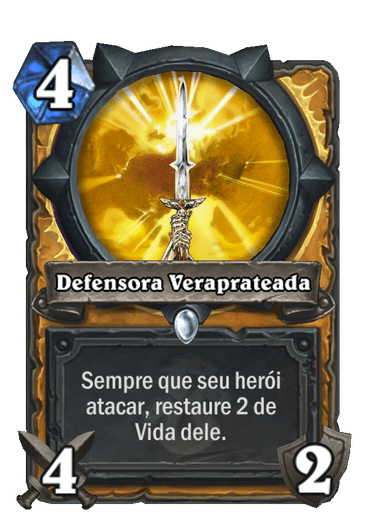 4
Defensora Veraprateada
Sempre que seu herói
atacar, restaure 2 de
Vida dele.
4
2